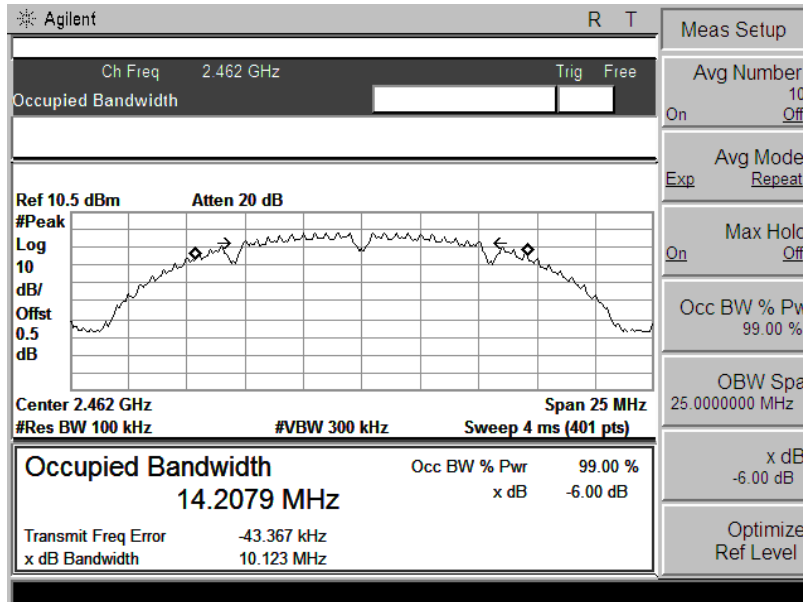 Agilent
R T
Ch Freq 2.462 GHz Trig Free
Occupied Bandwidth
Ref 10.5 dBm Atten 20 dB
#Peak
Log
10
dB/
Offst
0.5
dB
Center 2.462 GHz Span 25 MHz
#Res BW 100 kHz #VBW 300 kHz Sweep 4 ms (401 pts)
Occupied Bandwidth
14.2079 MHz
Occ BW % Pwr 99.00 %
x dB -6.00 dB
Transmit Freq Error -43.367 kHz
x dB Bandwidth 10.123 MHz
Meas Setup
Avg Number
10
On Off
Avg Mode
Exp Repeat
Max Hold
On Off
Occ BW % Pw
99.00 %
OBW Spa
25.0000000 MHz
x dB
-6.00 dB
Optimize
Ref Level